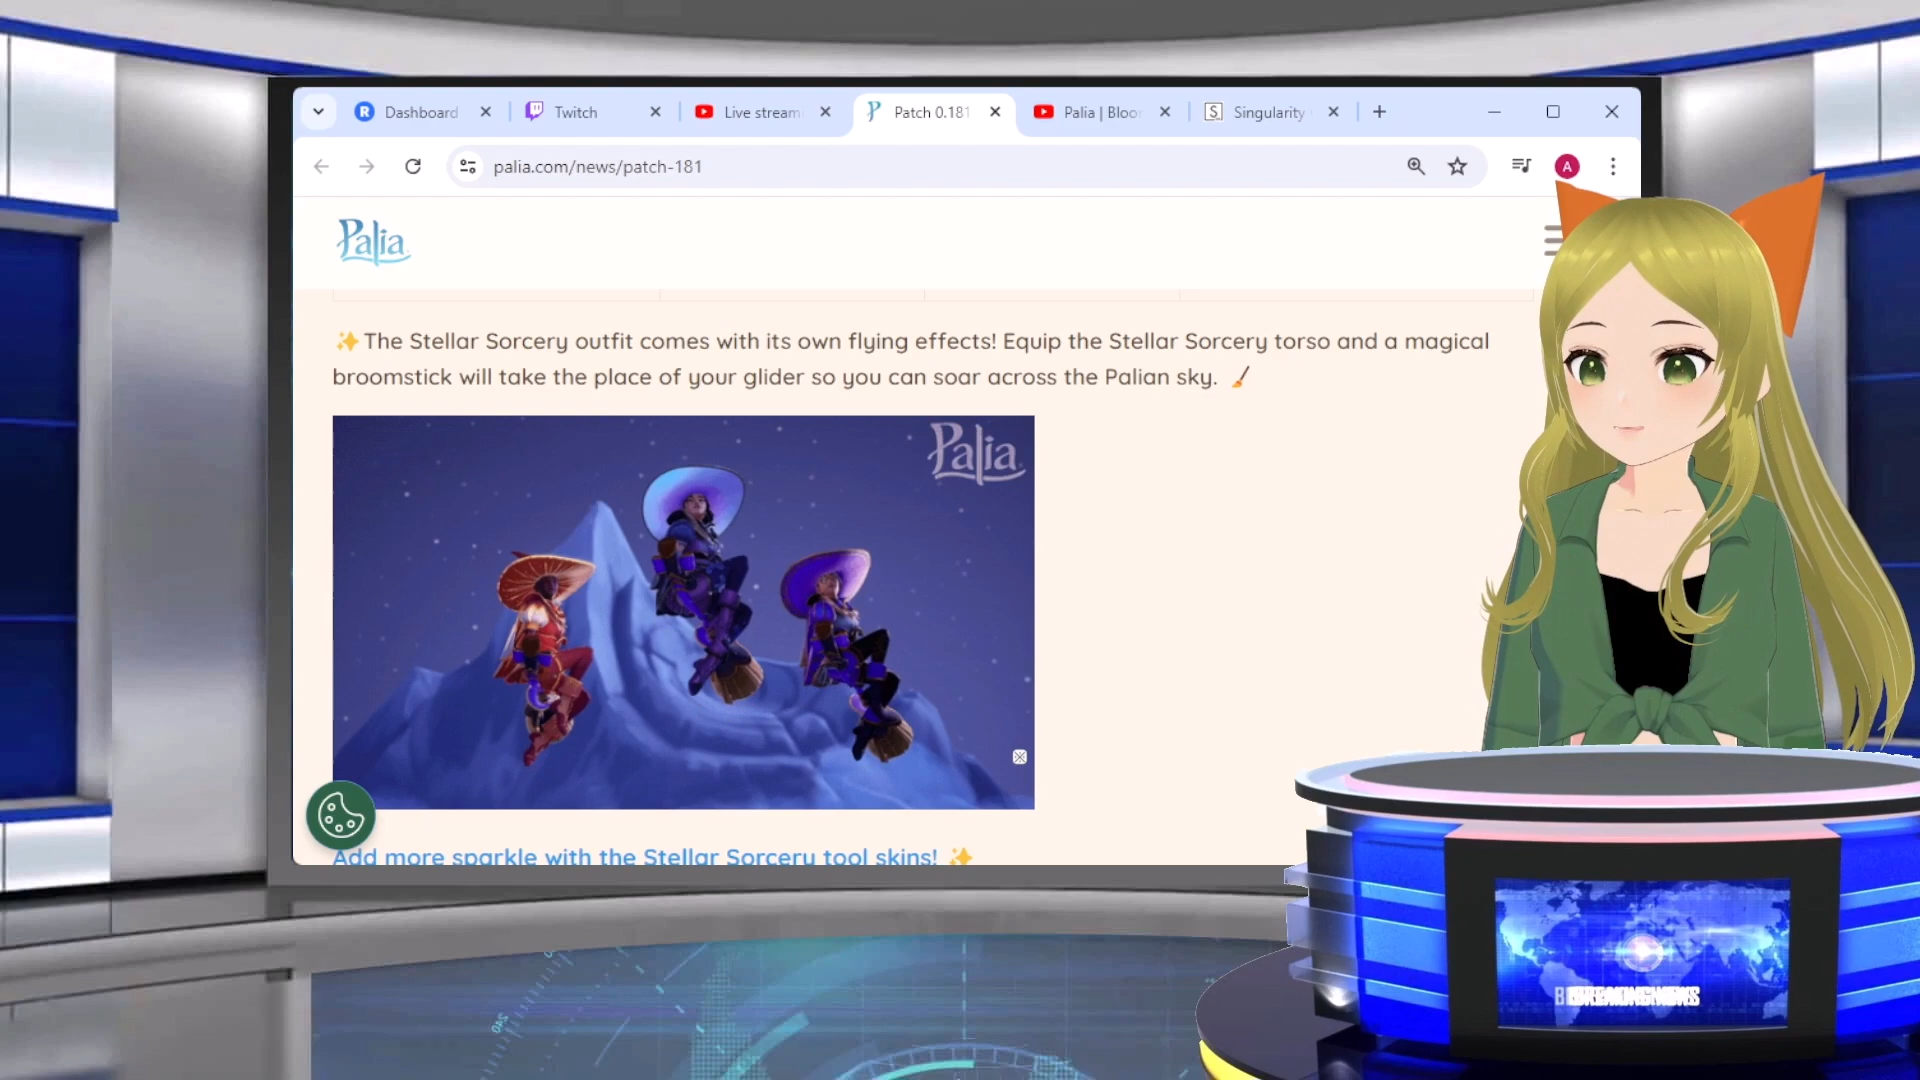 Dashboard
Twitch
Live stream
Patch 0.181
Palia | Bloo
Singularity
palia.com/news/patch-181
A
Palia
✨The Stellar Sorcery outfit comes with its own flying effects! Equip the Stellar Sorcery torso and a magical
broomstick will take the place of your glider so you can soar across the Palian sky. 🖌️
Palia
Add more sparkle with the Stellar Sorcery tool skins! ✨